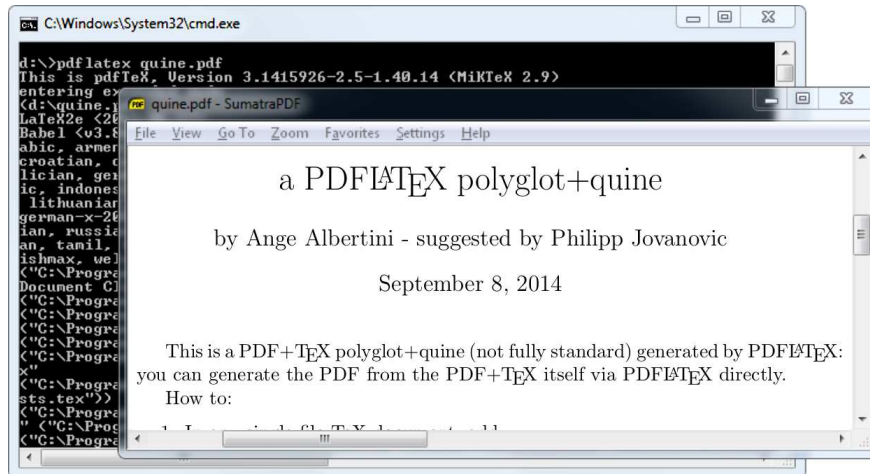 C:\Windows\System32\cmd.exe
d:\>pdflatex quine.pdf
This is pdfTeX, Version 3.1415926-2.5-1.40.14 (MiKTeX 2.9)
entering ex
(d:\quine.p
LaTeX2e <20
Babel <v3.8
abic, armen
croatian, 
lician, ger
ic, indones
lithuanian
german-x-20
ian, russia
an, tamil,
ishmax, wel
("C:\Progra
Document Cl
("C:\Progra
("C:\Progra
("C:\Progra
("C:\Progra
("C:\Progra
x"
("C:\Progra
sts.tex"))
("C:\Progra
" ("C:\Prog
("C:\Progra
quine.pdf - SumatraPDF
File View Go To Zoom Favorites Settings Help
a PDFLATEX polyglot+quine
by Ange Albertini - suggested by Philipp Jovanovic
September 8, 2014
This is a PDF+TEX polyglot+quine (not fully standard) generated by PDFLATEX:
you can generate the PDF from the PDF+TEX itself via PDFLATEX directly.
How to: